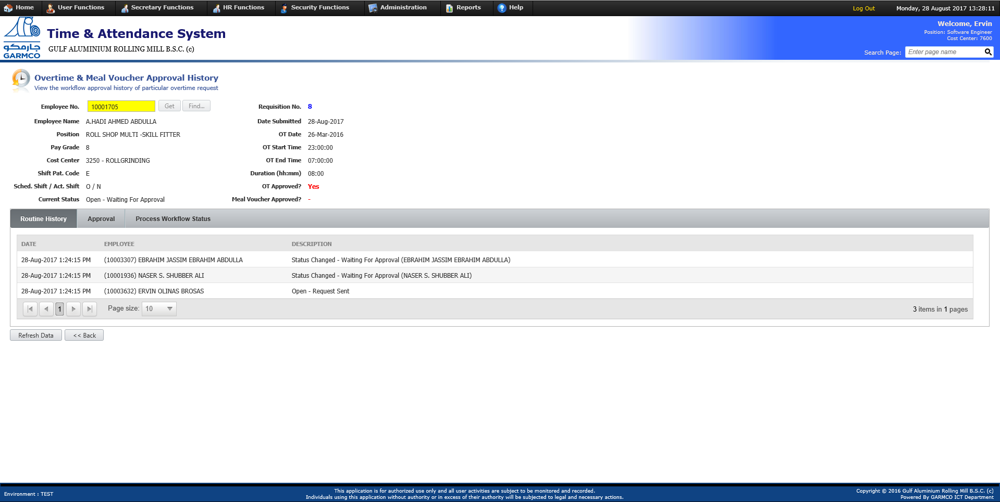 Home User Functions Secretary Functions HR Functions Security Functions Administration Reports Help Log Out Monday, 28 August 2017 13:28:11
جارمكو
GARMCO
Time & Attendance System
GULF ALUMINIUM ROLLING MILL B.S.C. (c)
Welcome, Ervin
Position: Software Engineer
Cost Center: 7600
Search Page: Enter page name
Overtime & Meal Voucher Approval History
View the workflow approval history of particular overtime request
Employee No. 10001705 Get Find... Requisition No. 8
Employee Name A.HADI AHMED ABDULLA Date Submitted 28-Aug-2017
Position ROLL SHOP MULTI -SKILL FITTER OT Date 26-Mar-2016
Pay Grade 8 OT Start Time 23:00:00
Cost Center 3250 - ROLLGRINDING OT End Time 07:00:00
Shift Pat. Code E Duration (hh:mm) 08:00
Sched. Shift / Act. Shift O / N OT Approved? Yes
Current Status Open - Waiting For Approval Meal Voucher Approved? -
Routine History Approval Process Workflow Status
DATE EMPLOYEE DESCRIPTION
28-Aug-2017 1:24:15 PM (10003307) EBRAHIM JASSIM EBRAHIM ABDULLA Status Changed - Waiting For Approval (EBRAHIM JASSIM EBRAHIM ABDULLA)
28-Aug-2017 1:24:15 PM (10001936) NASER S. SHUBBER ALI Status Changed - Waiting For Approval (NASER S. SHUBBER ALI)
28-Aug-2017 1:24:15 PM (10003632) ERVIN OLINAS BROSAS Open - Request Sent
1 Page size: 10 3 items in 1 pages
Refresh Data << Back
Environment : TEST
This application is for authorized use only and all user activities are subject to be monitored and recorded.
Individuals using this application without authority or in excess of their authority will be subjected to legal and necessary actions.
Copyright © 2016 Gulf Aluminium Rolling Mill B.S.C. (c)
Powered By GARMCO ICT Department